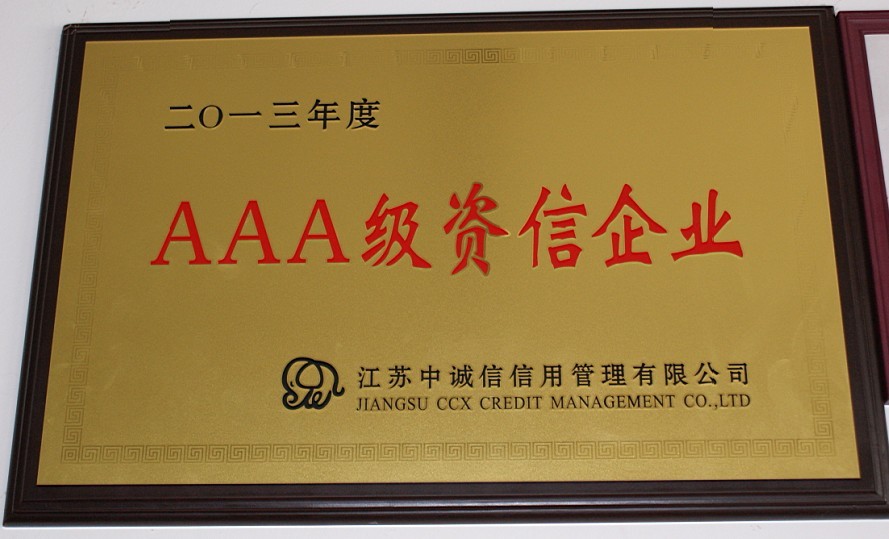 二〇一三年度
AAA级资信企业
江苏中诚信信用管理有限公司
JIANGSU CCX CREDIT MANAGEMENT CO.,LTD